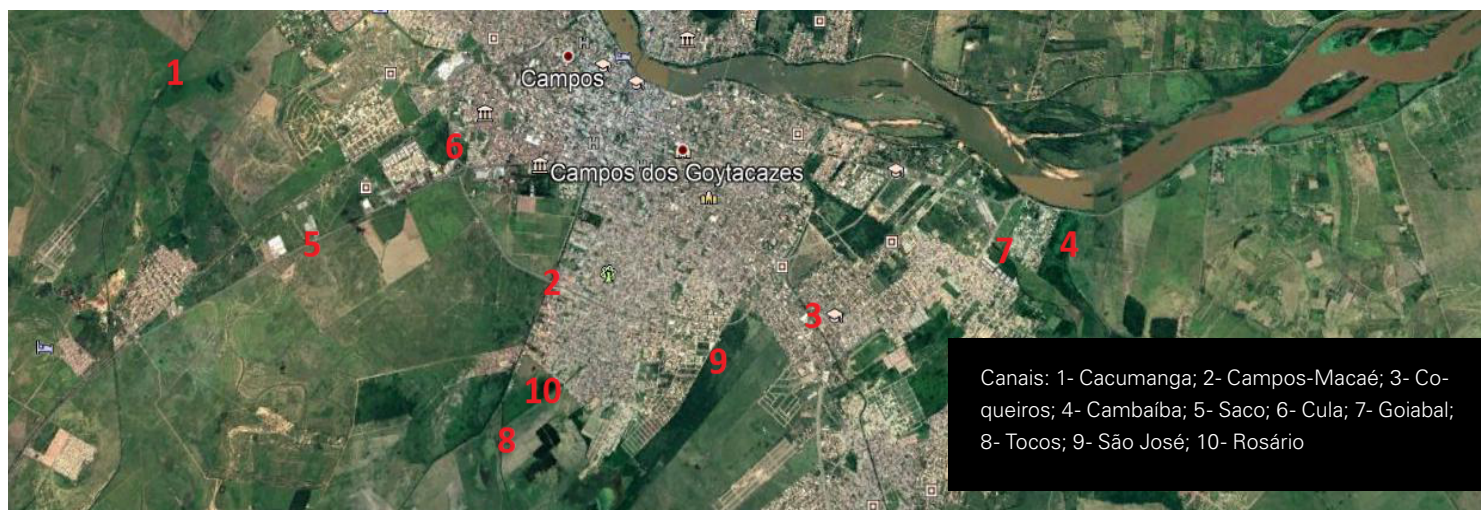 1
Campos
6
Campos dos Goytacazes
5
7
4
2
3
9
10
8
Canais: 1- Cacumanga; 2- Campos-Macaé; 3- Co-
queiros; 4- Cambaíba; 5- Saco; 6- Cula; 7- Goiabal;
8- Tocos; 9- São José; 10- Rosário